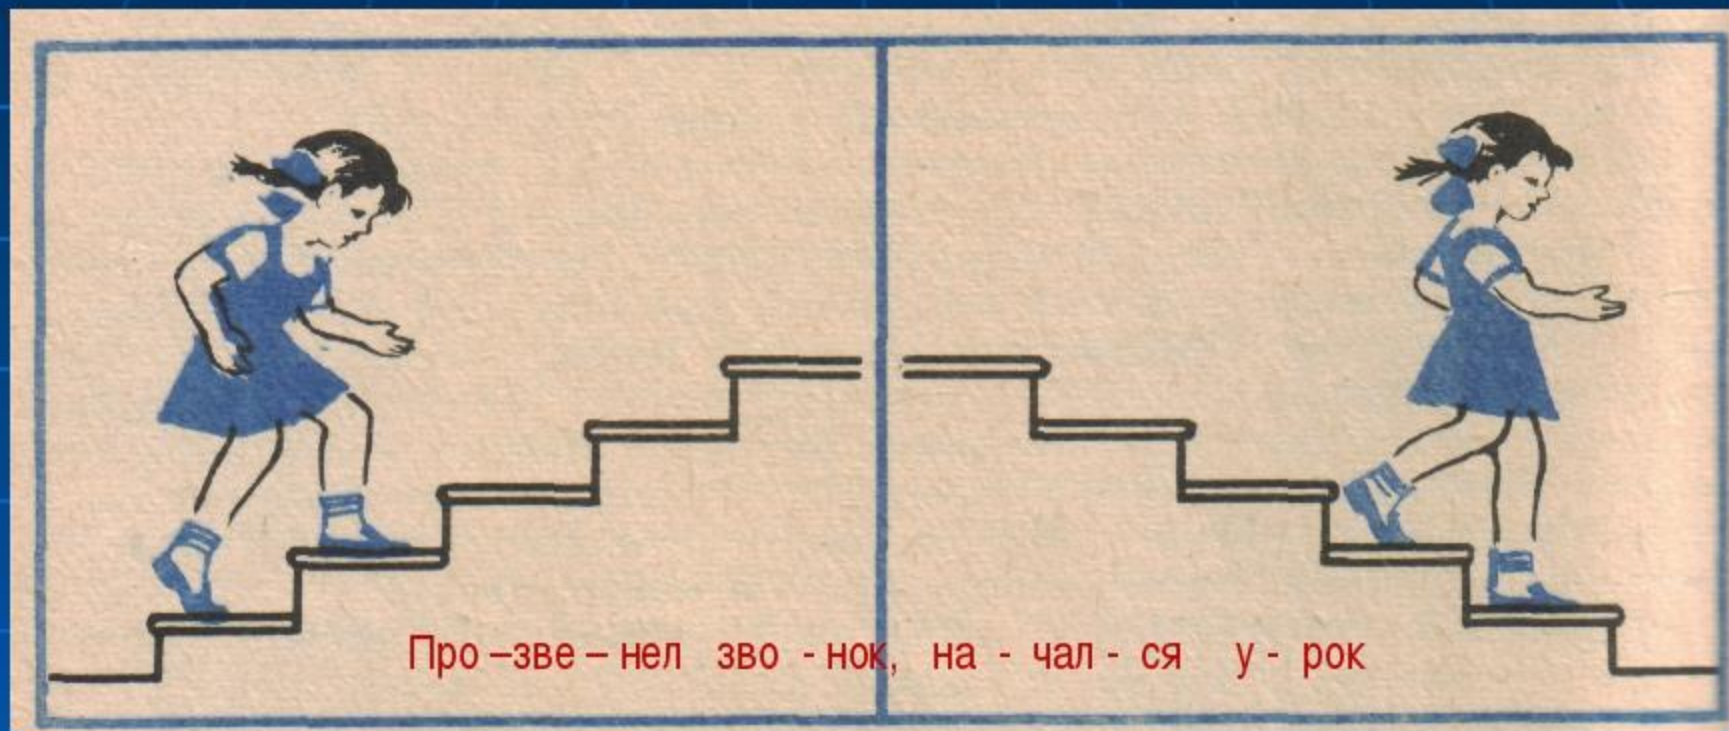 Про –зве – нел зво - нок, на - чал - ся у - рок